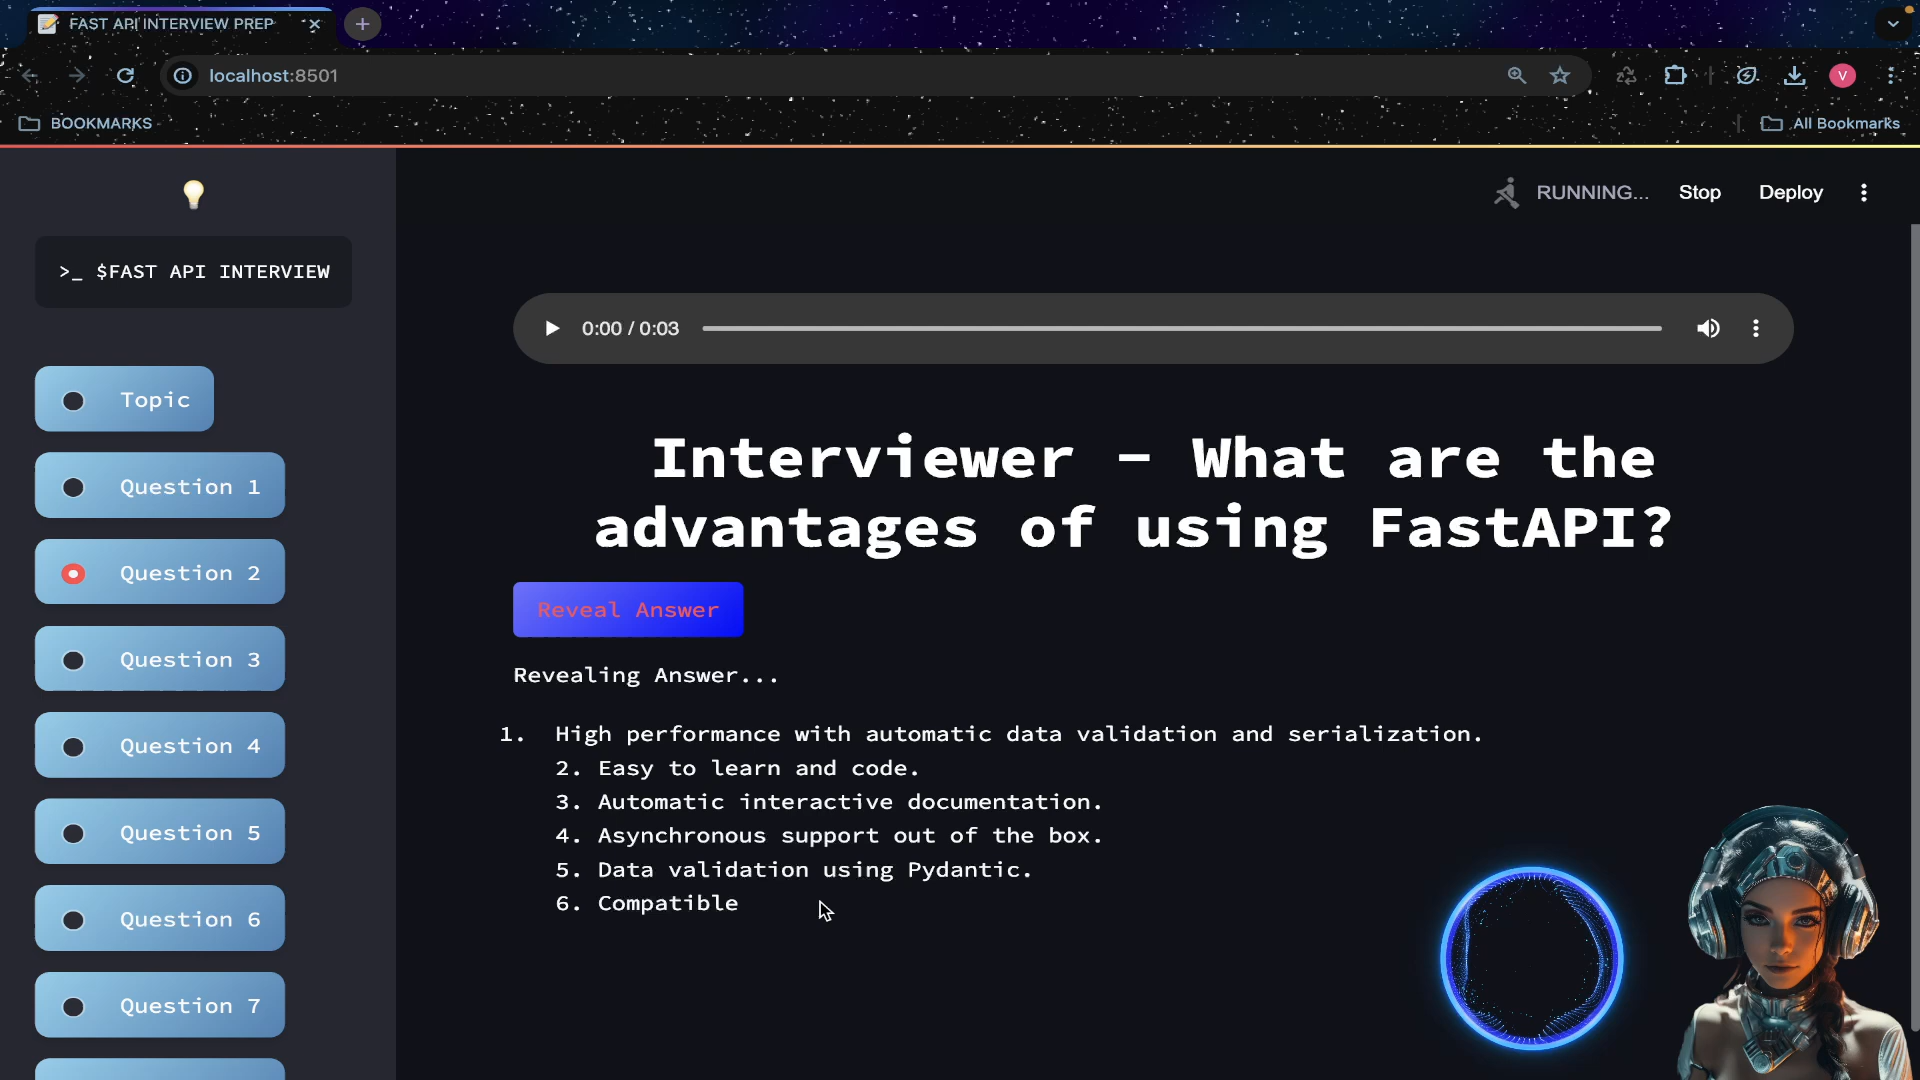 FAST API INTERVIEW PREP
localhost:8501
V
BOOKMARKS
All Bookmarks
RUNNING...
Stop
Deploy
>_ $FAST API INTERVIEW
0:00 / 0:03
Topic
Question 1
Question 2
Question 3
Question 4
Question 5
Question 6
Question 7
Interviewer – What are the
advantages of using FastAPI?
Reveal Answer
Revealing Answer...
1. High performance with automatic data validation and serialization.
2. Easy to learn and code.
3. Automatic interactive documentation.
4. Asynchronous support out of the box.
5. Data validation using Pydantic.
6. Compatible